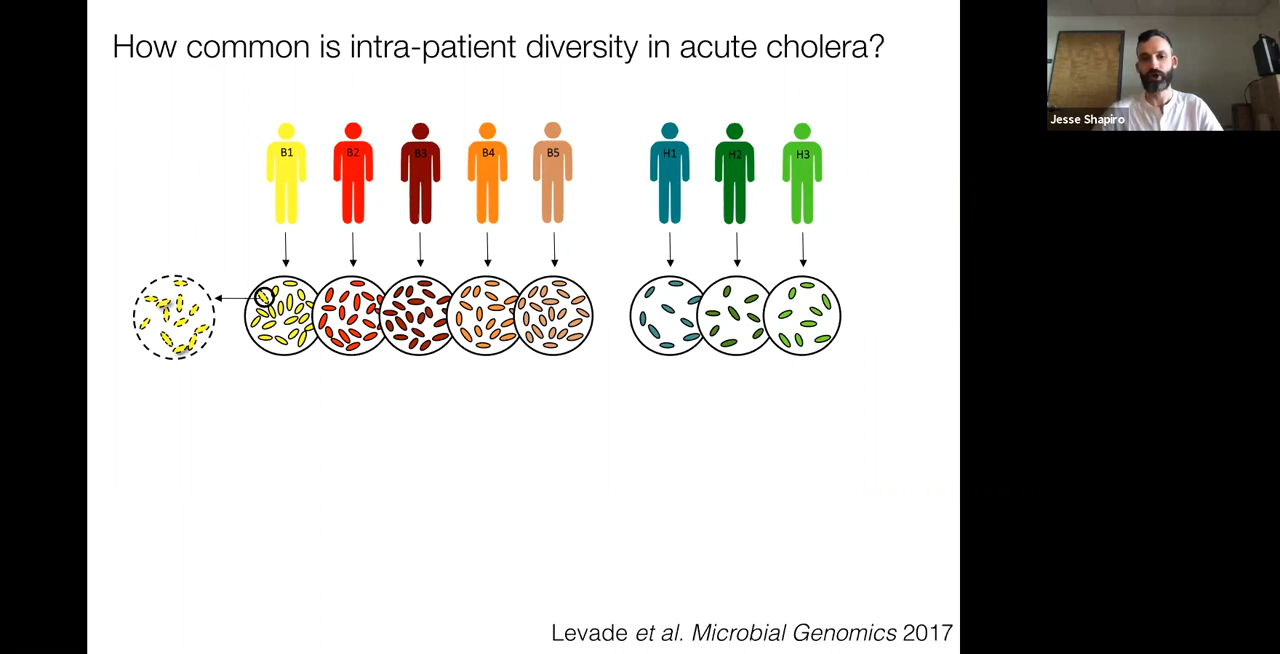 How common is intra-patient diversity in acute cholera?
Jesse Shapiro
B1 B2 B3 B4 B5 H1 H2 H3
Levade et al. Microbial Genomics 2017